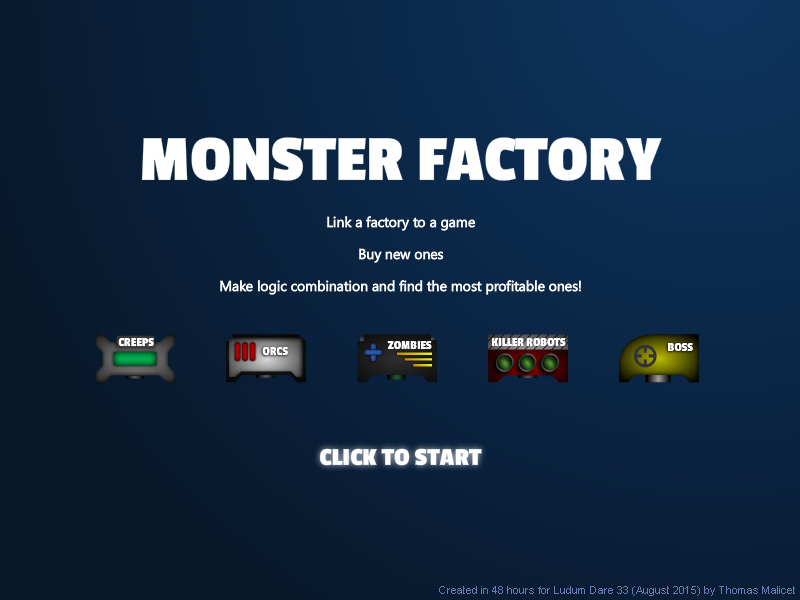 MONSTER FACTORY
Link a factory to a game
Buy new ones
Make logic combination and find the most profitable ones!
CREEPS
ORCS
ZOMBIES
KILLER ROBOTS
BOSS
CLICK TO START
Created in 48 hours for Ludum Dare 33 (August 2015) by Thomas Malicet